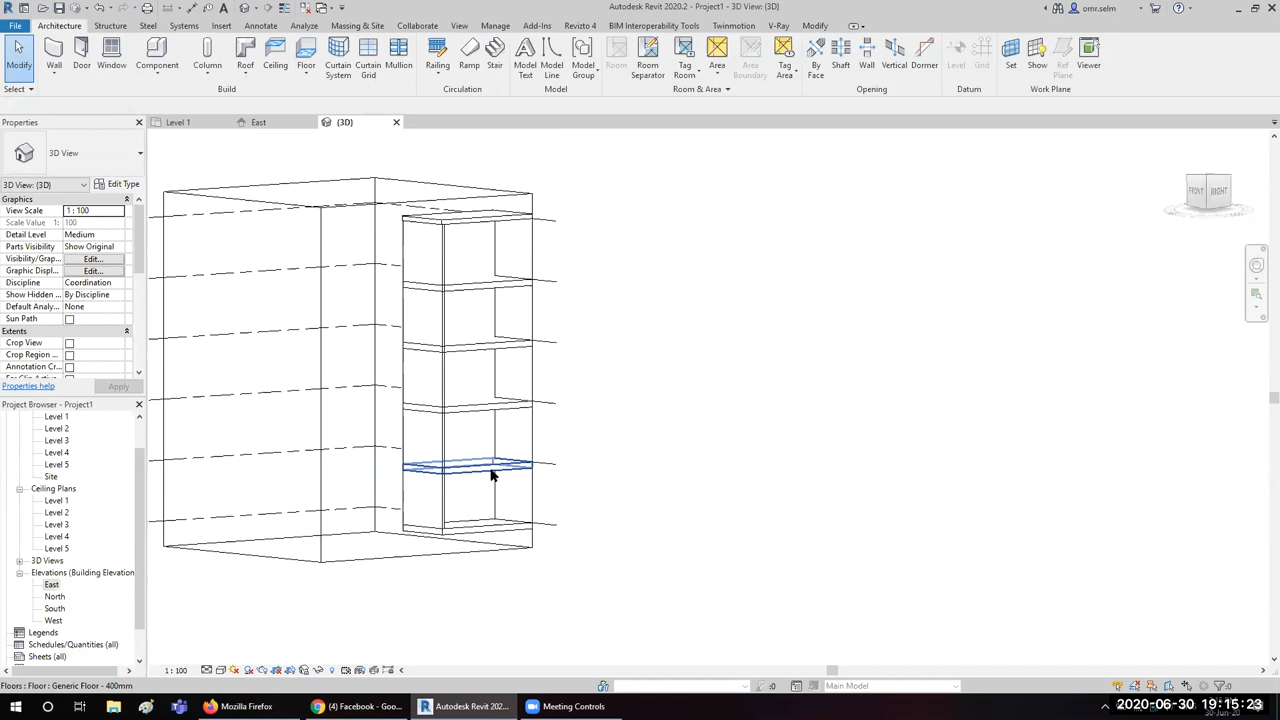 Autodesk Revit 2020.2 - Project1 - 3D View: {3D}
omr.selm
File Architecture Structure Steel Systems Insert Annotate Analyze Massing & Site Collaborate View Manage Add-Ins Revizto 4 BIM Interoperability Tools Twinmotion V-Ray Modify
Modify Wall Door Window Component Column Roof Ceiling Floor Curtain System Curtain Grid Mullion Railing Ramp Stair Model Text Model Line Model Group Room Room Separator Tag Room Area Area Boundary Tag Area By Face Shaft Wall Vertical Dormer Level Grid Set Show Ref Plane Viewer
Select Build Circulation Model Room & Area Opening Datum Work Plane
Properties
Level 1 East {3D}
3D View
3D View: {3D} Edit Type
Graphics
View Scale 1 : 100
Scale Value 1: 100
Detail Level Medium
Parts Visibility Show Original
Visibility/Grap... Edit...
Graphic Displ... Edit...
Discipline Coordination
Show Hidden ... By Discipline
Default Analy... None
Sun Path
Extents
Crop View
Crop Region ...
Annotation Cr...
Properties help Apply
FRONT RIGHT
Project Browser - Project1
Level 1
Level 2
Level 3
Level 4
Level 5
Site
Ceiling Plans
Level 1
Level 2
Level 3
Level 4
Level 5
3D Views
Elevations (Building Elevation
East
North
South
West
Legends
Schedules/Quantities (all)
Sheets (all)
1 : 100
Floors : Floor : Generic Floor - 400mm
:0 Main Model :0
Mozilla Firefox (4) Facebook - Goo... Autodesk Revit 202... Meeting Controls
2020-06-30 19:15:23